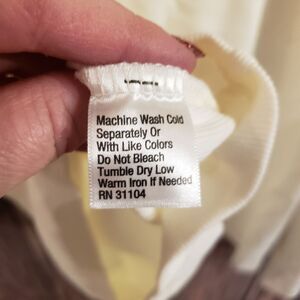 Machine Wash Cold
Separately Or
With Like Colors
Do Not Bleach
Tumble Dry Low
Warm Iron If Needed
RN 31104